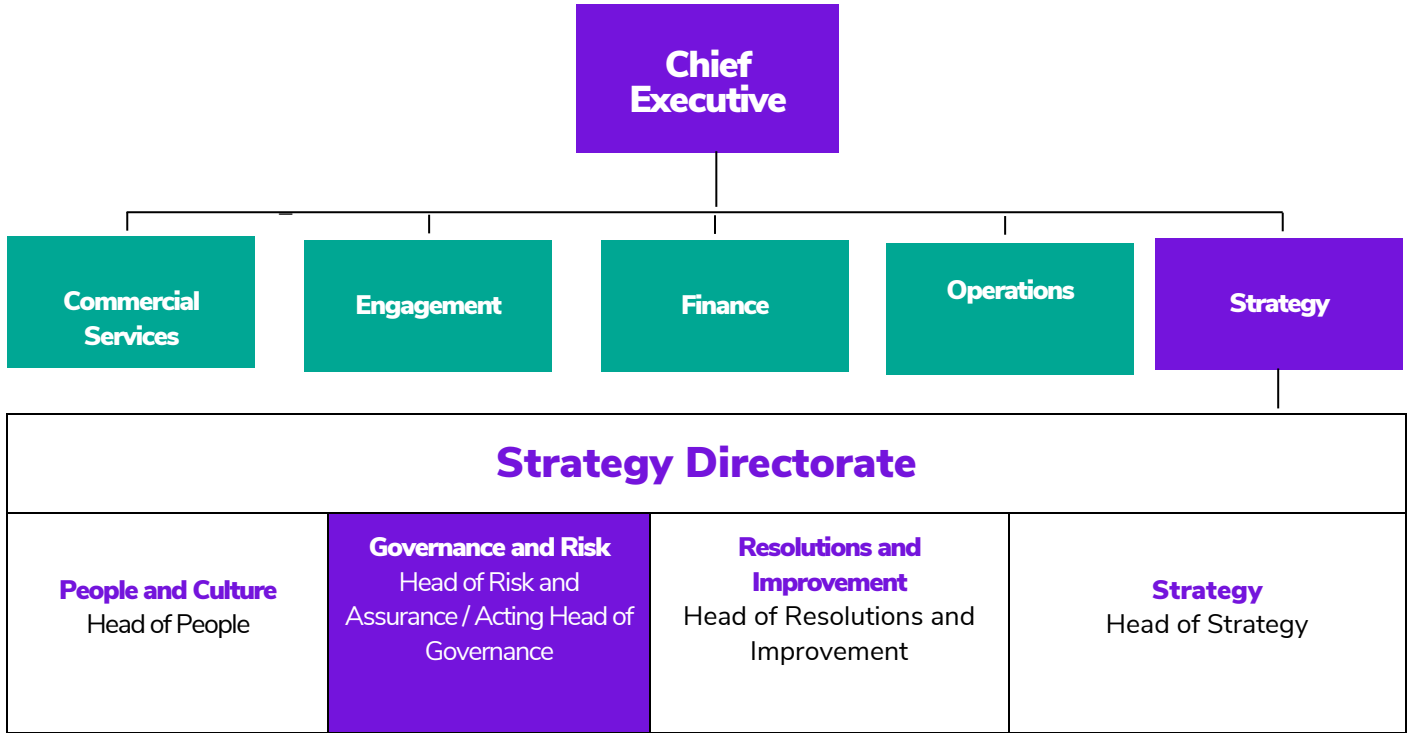 Chief
Executive
Commercial
Services
Engagement
Finance
Operations
Strategy
Strategy Directorate
People and Culture
Head of People
Governance and Risk
Head of Risk and
Assurance / Acting Head of
Governance
Resolutions and
Improvement
Head of Resolutions and
Improvement
Strategy
Head of Strategy